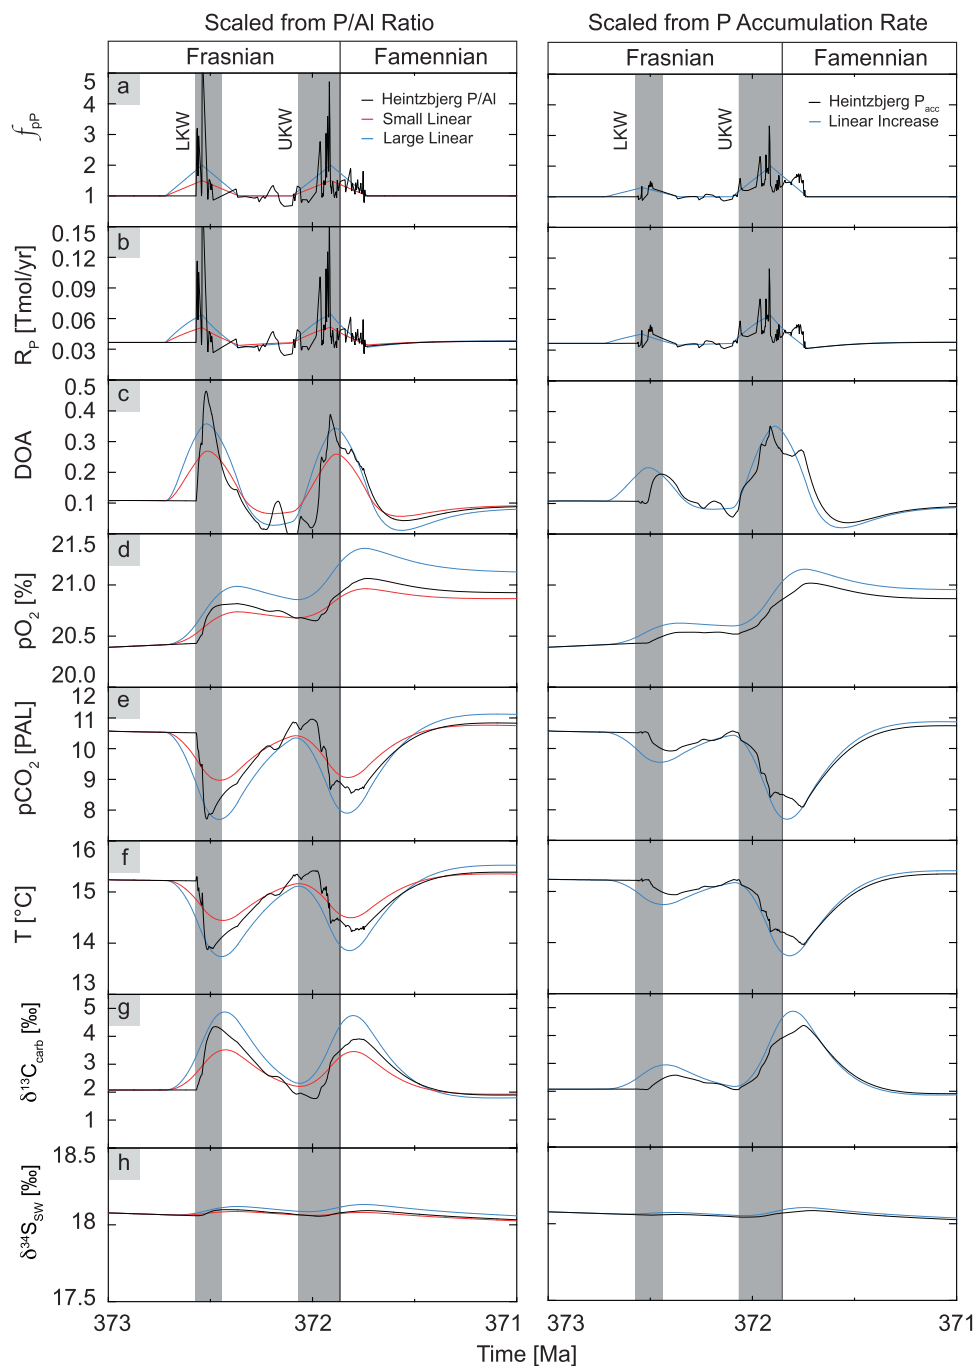 Scaled from P/Al Ratio
Scaled from P Accumulation Rate
Frasnian
Famennian
Frasnian
Famennian
a
5
4
3
2
1
fpP
LKW
UKW
Heintzbjerg P/Al
Small Linear
Large Linear
LKW
UKW
Heintzbjerg Pacc
Linear Increase
b
0.15
0.12
0.09
0.06
0.03
RP [Tmol/yr]
c
0.5
0.4
0.3
0.2
0.1
DOA
d
21.5
21.0
20.5
20.0
pO2 [%]
e
12
11
10
9
8
pCO2 [PAL]
f
16
15
14
13
T [°C]
g
5
4
3
2
1
δ13Ccarb [‰]
h
18.5
18
17.5
δ34SSW [‰]
373
372
371
373
372
371
Time [Ma]